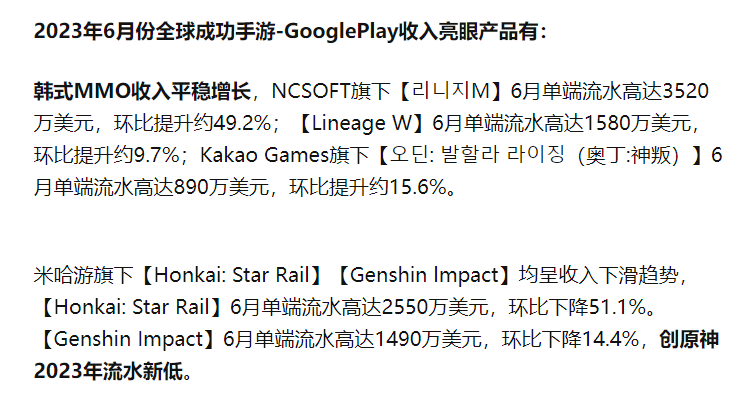 2023年6月份全球成功手游-GooglePlay收入亮眼产品有：
韩式MMO收入平稳增长，NCSOFT旗下【리니지M】6月单端流水高达3520
万美元，环比提升约49.2%；【Lineage W】6月单端流水高达1580万美元，
环比提升约9.7%；Kakao Games旗下【오딘: 발할라 라이징（奥丁:神叛）】6
月单端流水高达890万美元，环比提升约15.6%。
米哈游旗下【Honkai: Star Rail】【Genshin Impact】均呈收入下滑趋势，
【Honkai: Star Rail】6月单端流水高达2550万美元，环比下降51.1%。
【Genshin Impact】6月单端流水高达1490万美元，环比下降14.4%，创原神
2023年流水新低。